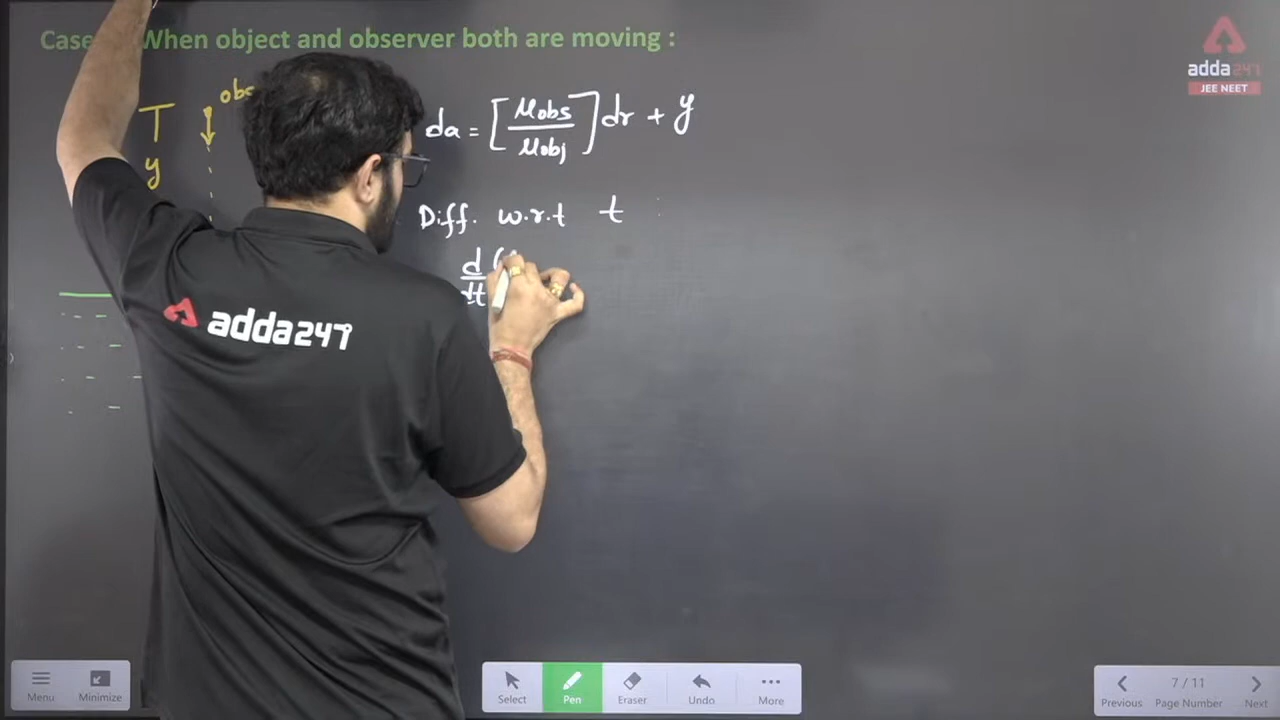 Case When object and observer both are moving :
adda247
JEE NEET
obs
y
da = [μobs/μobj] dr + y
Diff. w.r.t t
d/dt (
adda247
Menu
Minimize
Select
Pen
Eraser
Undo
More
Previous
7 / 11
Page Number
Next